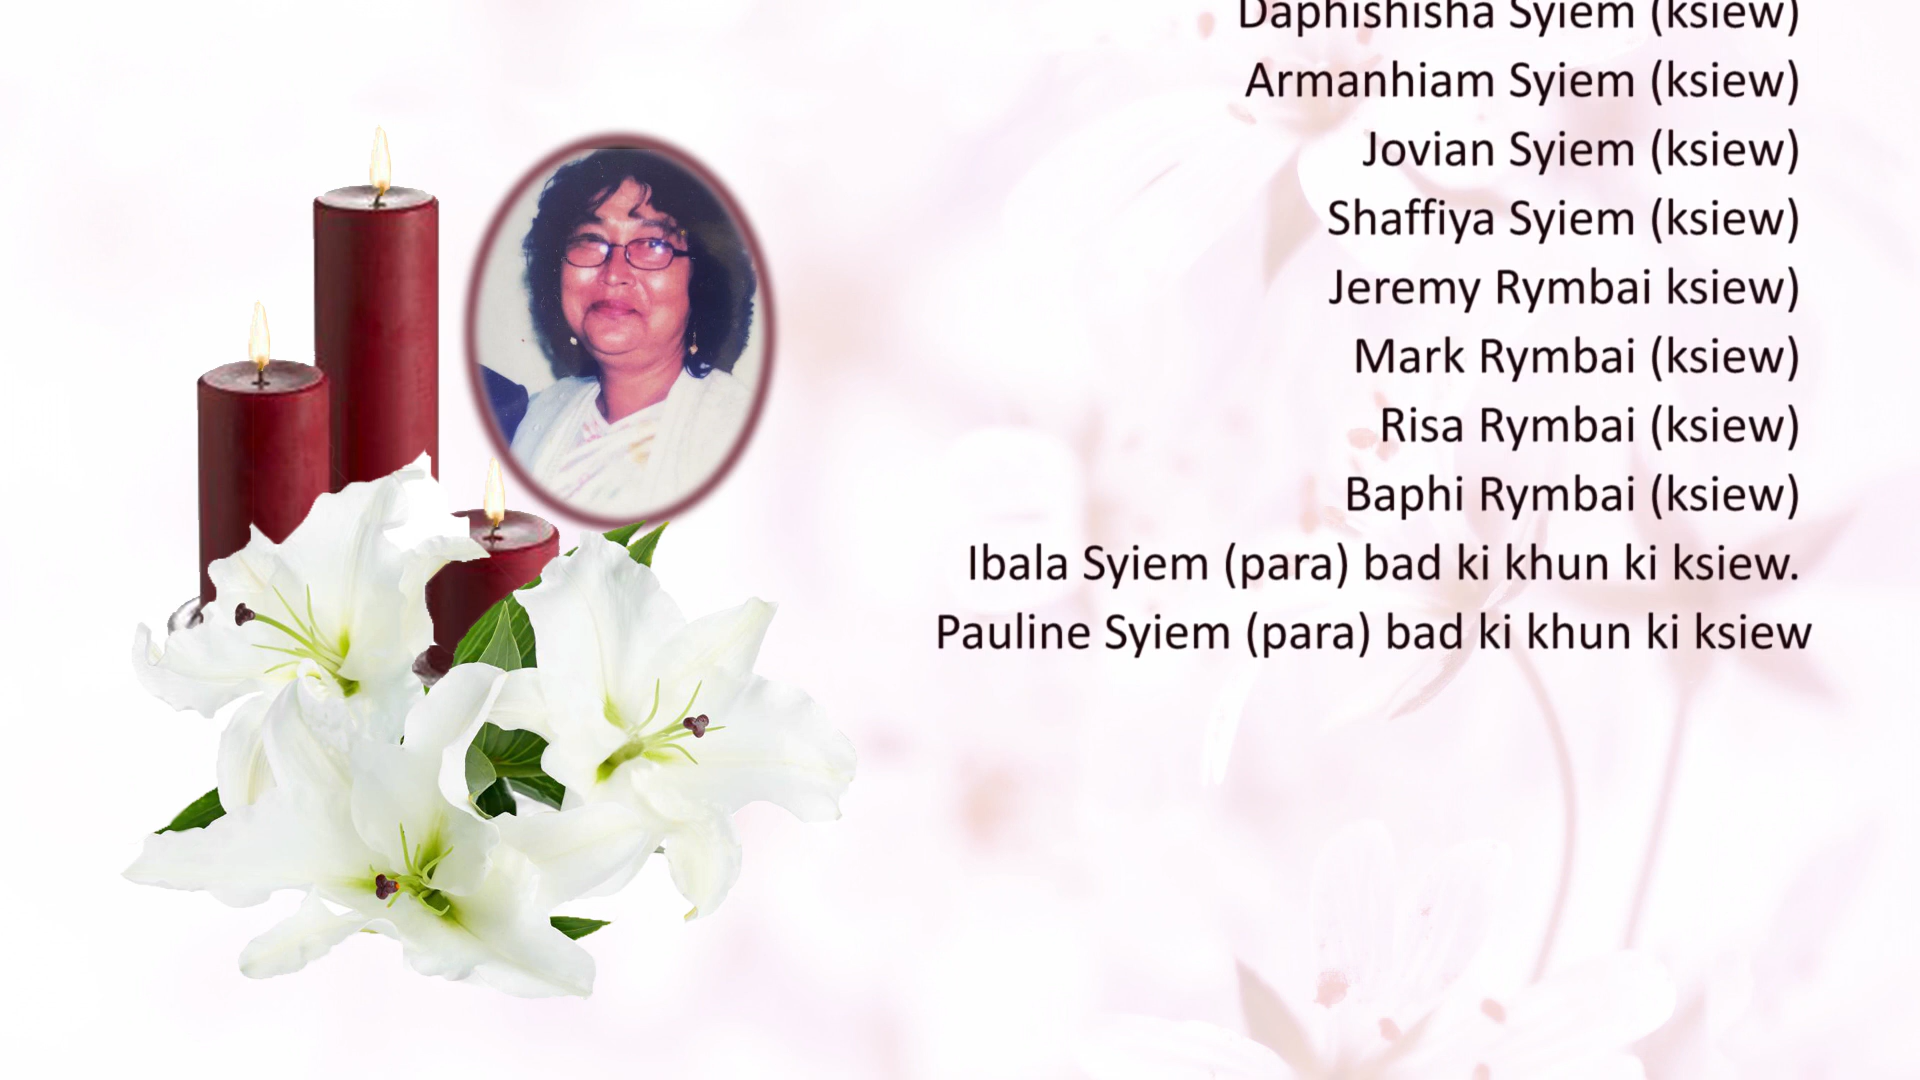 Daphishisha Syiem (ksiew)
Armanhiam Syiem (ksiew)
Jovian Syiem (ksiew)
Shaffiya Syiem (ksiew)
Jeremy Rymbai ksiew)
Mark Rymbai (ksiew)
Risa Rymbai (ksiew)
Baphi Rymbai (ksiew)
Ibala Syiem (para) bad ki khun ki ksiew.
Pauline Syiem (para) bad ki khun ki ksiew